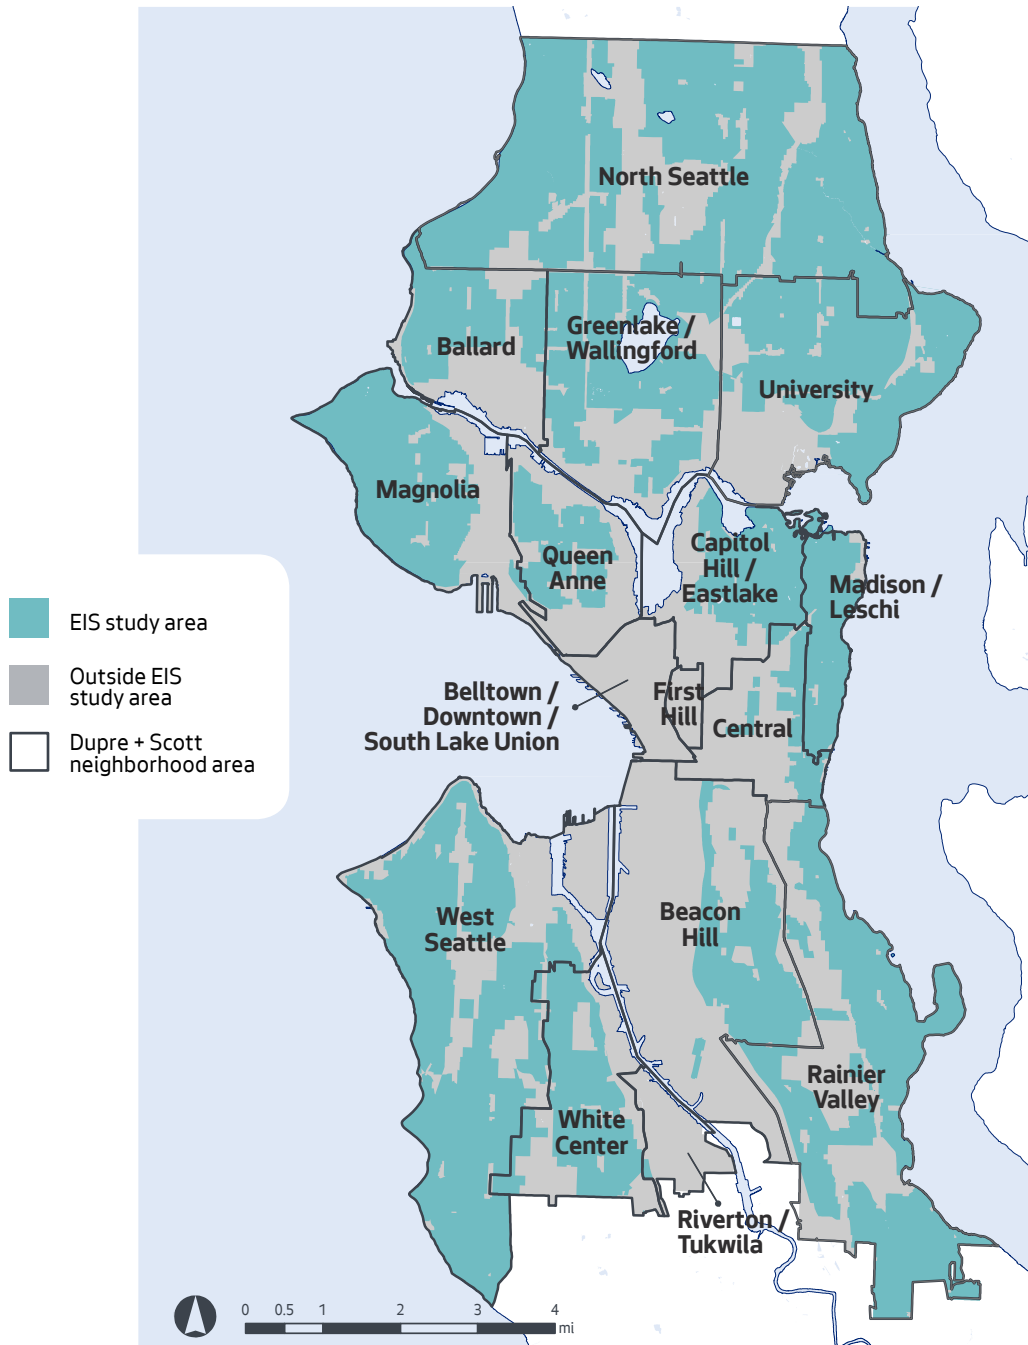 North Seattle
Greenlake /
Wallingford
Ballard
University
Magnolia
Queen
Anne
Capitol
Hill /
Eastlake
Madison /
Leschi
EIS study area
Outside EIS
study area
Dupre + Scott
neighborhood area
Belltown /
Downtown /
South Lake Union
First
Hill
Central
West
Seattle
Beacon
Hill
Rainier
Valley
White
Center
Riverton /
Tukwila
0 0.5 1 2 3 4
mi